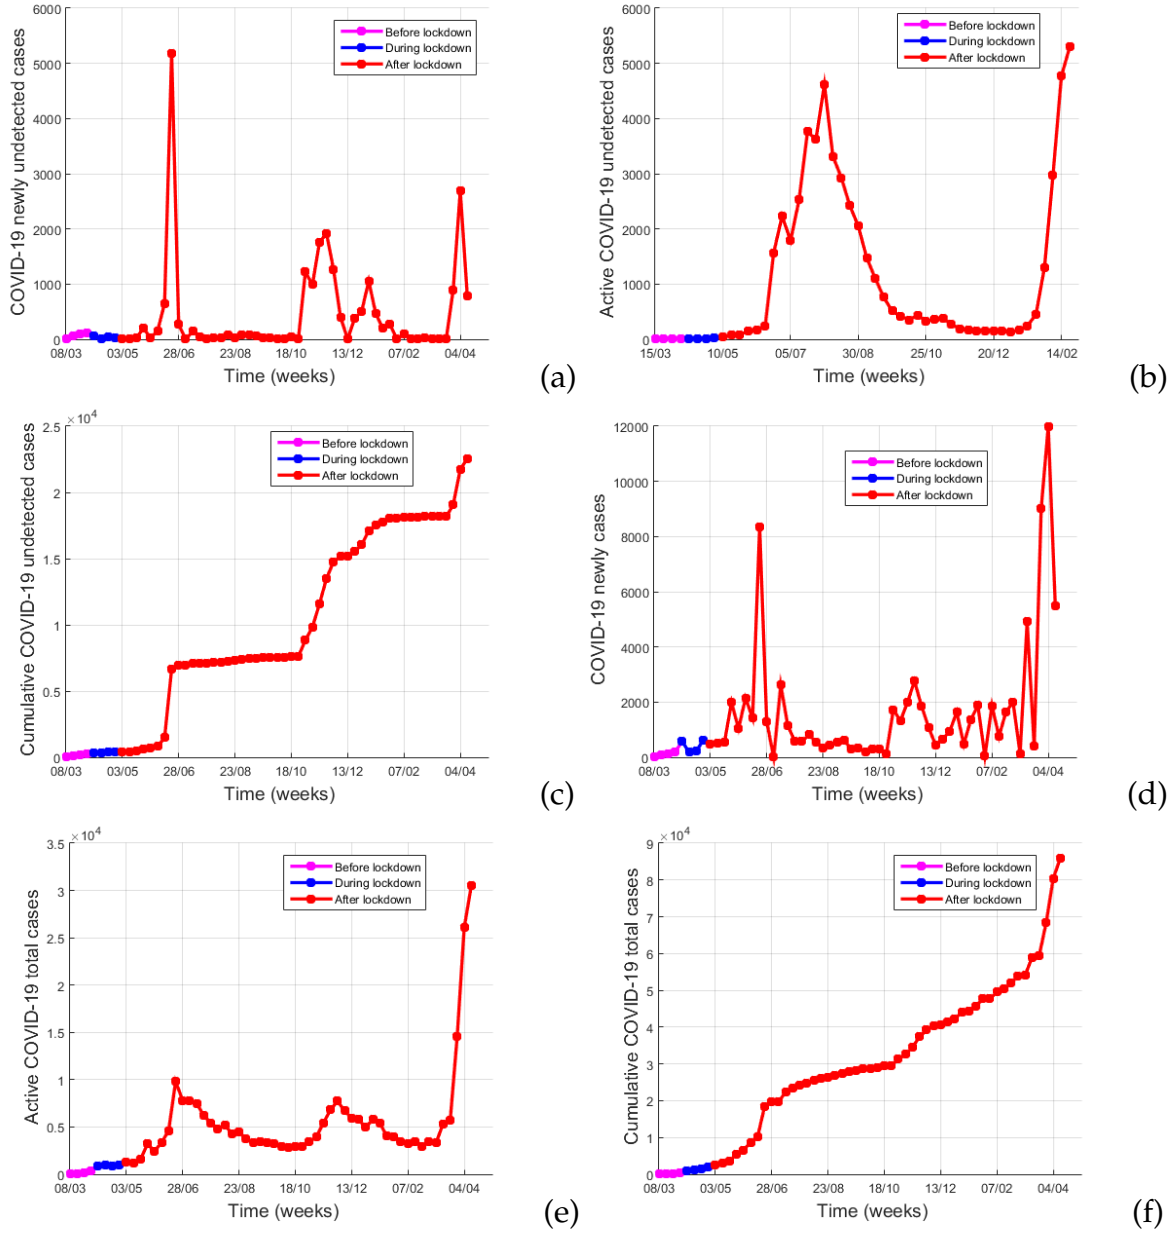 COVID-19 newly undetected cases
6000
5000
4000
3000
2000
1000
0
Before lockdown
During lockdown
After lockdown
08/03 03/05 28/06 23/08 18/10 13/12 07/02 04/04
Time (weeks)
(a)
Active COVID-19 undetected cases
6000
5000
4000
3000
2000
1000
0
Before lockdown
During lockdown
After lockdown
15/03 10/05 05/07 30/08 25/10 20/12 14/02
Time (weeks)
(b)
Cumulative COVID-19 undetected cases
×10⁴
2.5
2
1.5
1
0.5
0
Before lockdown
During lockdown
After lockdown
08/03 03/05 28/06 23/08 18/10 13/12 07/02 04/04
Time (weeks)
(c)
COVID-19 newly cases
12000
10000
8000
6000
4000
2000
0
Before lockdown
During lockdown
After lockdown
08/03 03/05 28/06 23/08 18/10 13/12 07/02 04/04
Time (weeks)
(d)
Active COVID-19 total cases
×10⁴
3.5
3
2.5
2
1.5
1
0.5
0
Before lockdown
During lockdown
After lockdown
08/03 03/05 28/06 23/08 18/10 13/12 07/02 04/04
Time (weeks)
(e)
Cumulative COVID-19 total cases
×10⁴
9
8
7
6
5
4
3
2
1
0
Before lockdown
During lockdown
After lockdown
08/03 03/05 28/06 23/08 18/10 13/12 07/02 04/04
Time (weeks)
(f)